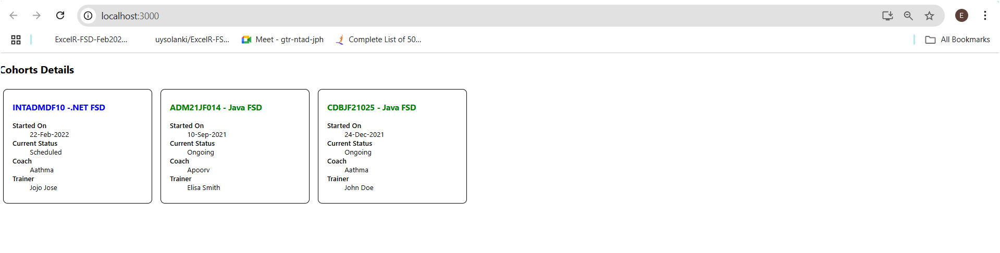 localhost:3000
E
ExcelR-FSD-Feb202...
uysolanki/ExcelR-FS...
Meet - gtr-ntad-jph
Complete List of 50...
All Bookmarks
Cohorts Details
INTADMDF10 -.NET FSD
Started On
22-Feb-2022
Current Status
Scheduled
Coach
Aathma
Trainer
Jojo Jose
ADM21JF014 - Java FSD
Started On
10-Sep-2021
Current Status
Ongoing
Coach
Apoorv
Trainer
Elisa Smith
CDBJF21025 - Java FSD
Started On
24-Dec-2021
Current Status
Ongoing
Coach
Aathma
Trainer
John Doe